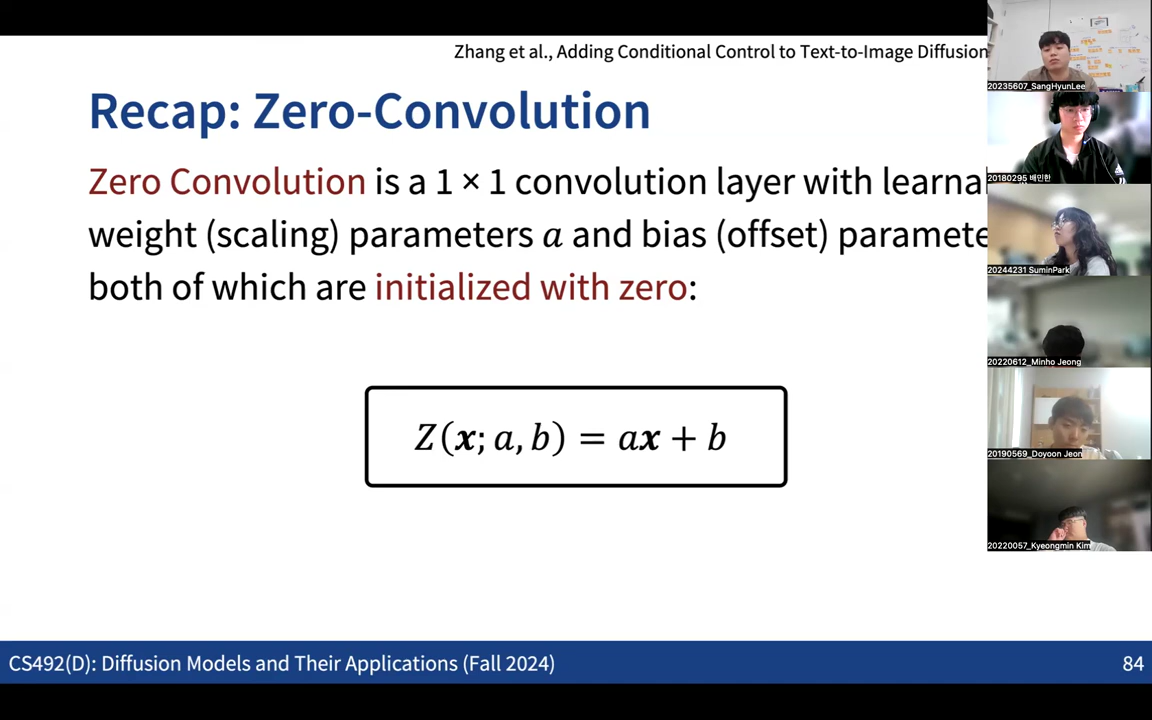 Zhang et al., Adding Conditional Control to Text-to-Image Diffusion
Recap: Zero-Convolution
Zero Convolution is a 1 × 1 convolution layer with learna
weight (scaling) parameters a and bias (offset) paramete
both of which are initialized with zero:
Z(x; a, b) = ax + b
CS492(D): Diffusion Models and Their Applications (Fall 2024)
84
20235607_SangHyunLee
20180295 배민한
20244231 SuminPark
20220612_Minho Jeong
20190569_Doyoon Jeon
20220057_Kyeongmin Kim